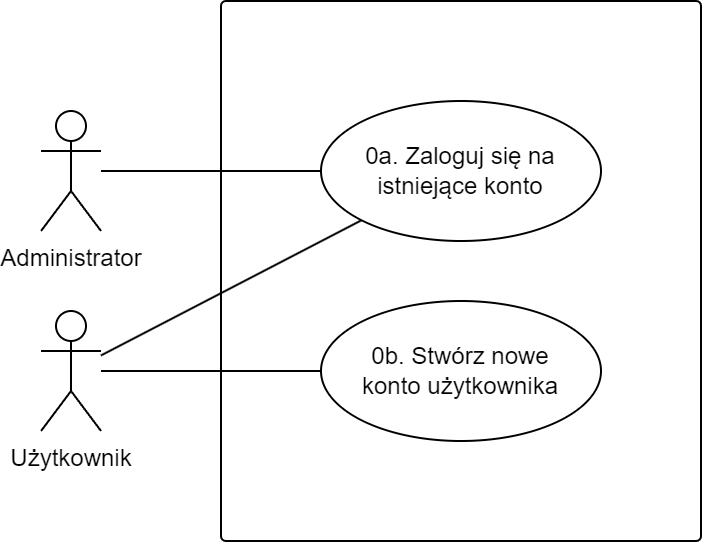 0a. Zaloguj się na
istniejące konto
Administrator
0b. Stwórz nowe
konto użytkownika
Użytkownik